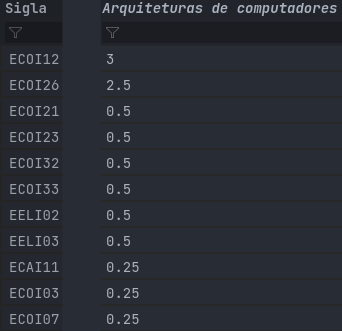 Sigla Arquiteturas de computadores
ECOI12 3
ECOI26 2.5
ECOI21 0.5
ECOI23 0.5
ECOI32 0.5
ECOI33 0.5
EELI02 0.5
EELI03 0.5
ECAI11 0.25
ECOI03 0.25
ECOI07 0.25